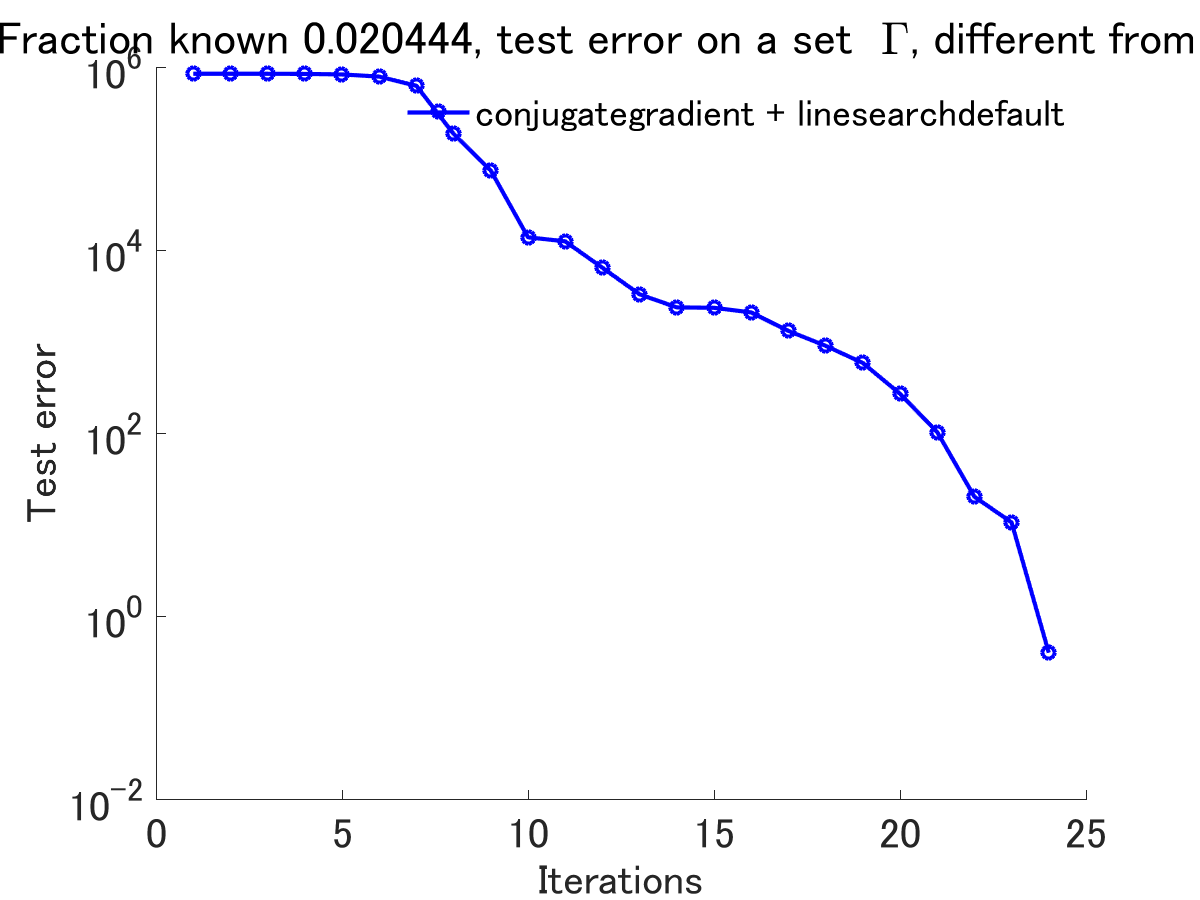 Fraction known 0.020444, test error on a set Γ, different from
10^6
conjugategradient + linesearchdefault
10^4
Test error
10^2
10^0
10^-2
0 5 10 15 20 25
Iterations